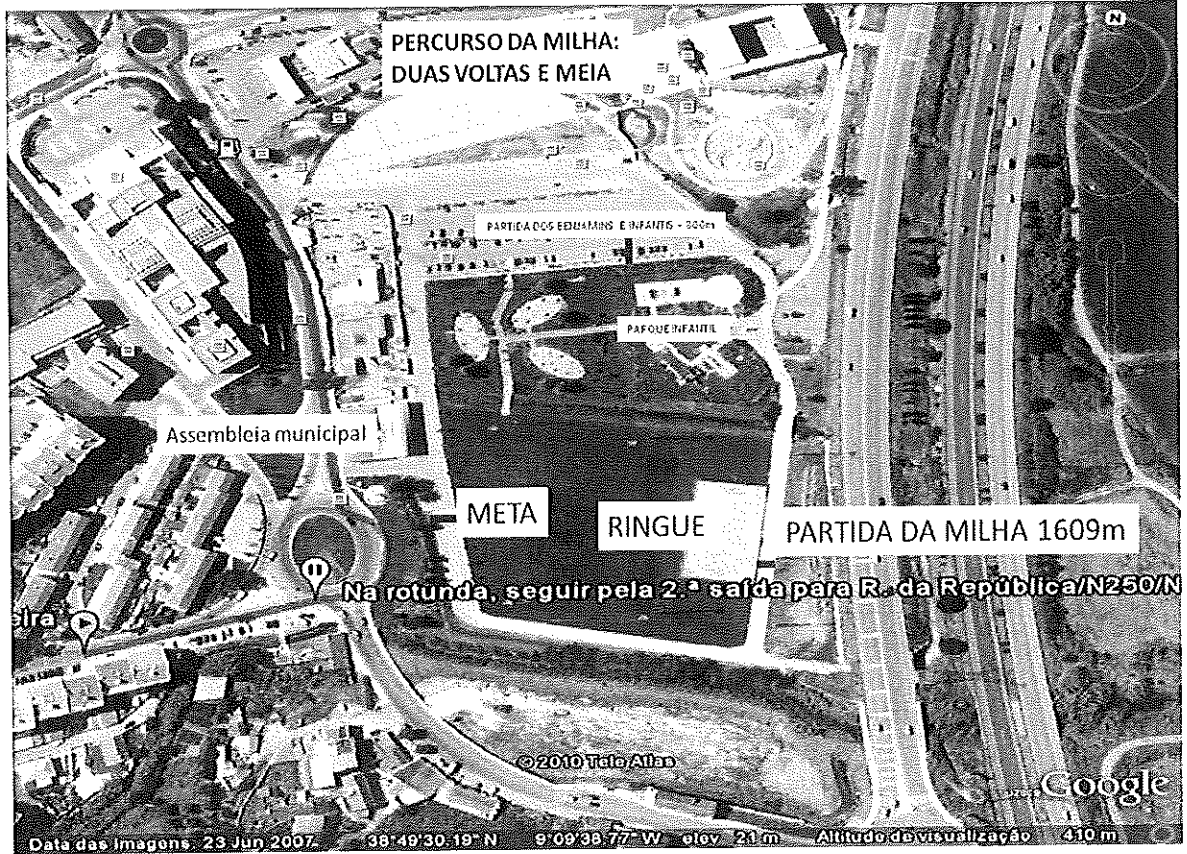 N
PERCURSO DA MILHA:
DUAS VOLTAS E MEIA
PARTIDA DOS BENJAMINS E INFANTIS -
PARQUE INFANTIL
Assembleia municipal
META
RINGUE
PARTIDA DA MILHA 1609m
Na rotunda, seguir pela 2.ª saída para R. da República/N250/N
eira
© 2010 Tele Atlas
Google
Data das Imagens 23 Jun 2007 38°49'30.19" N 9°09'38.77" W elev 21 m Altitude de visualização 410 m